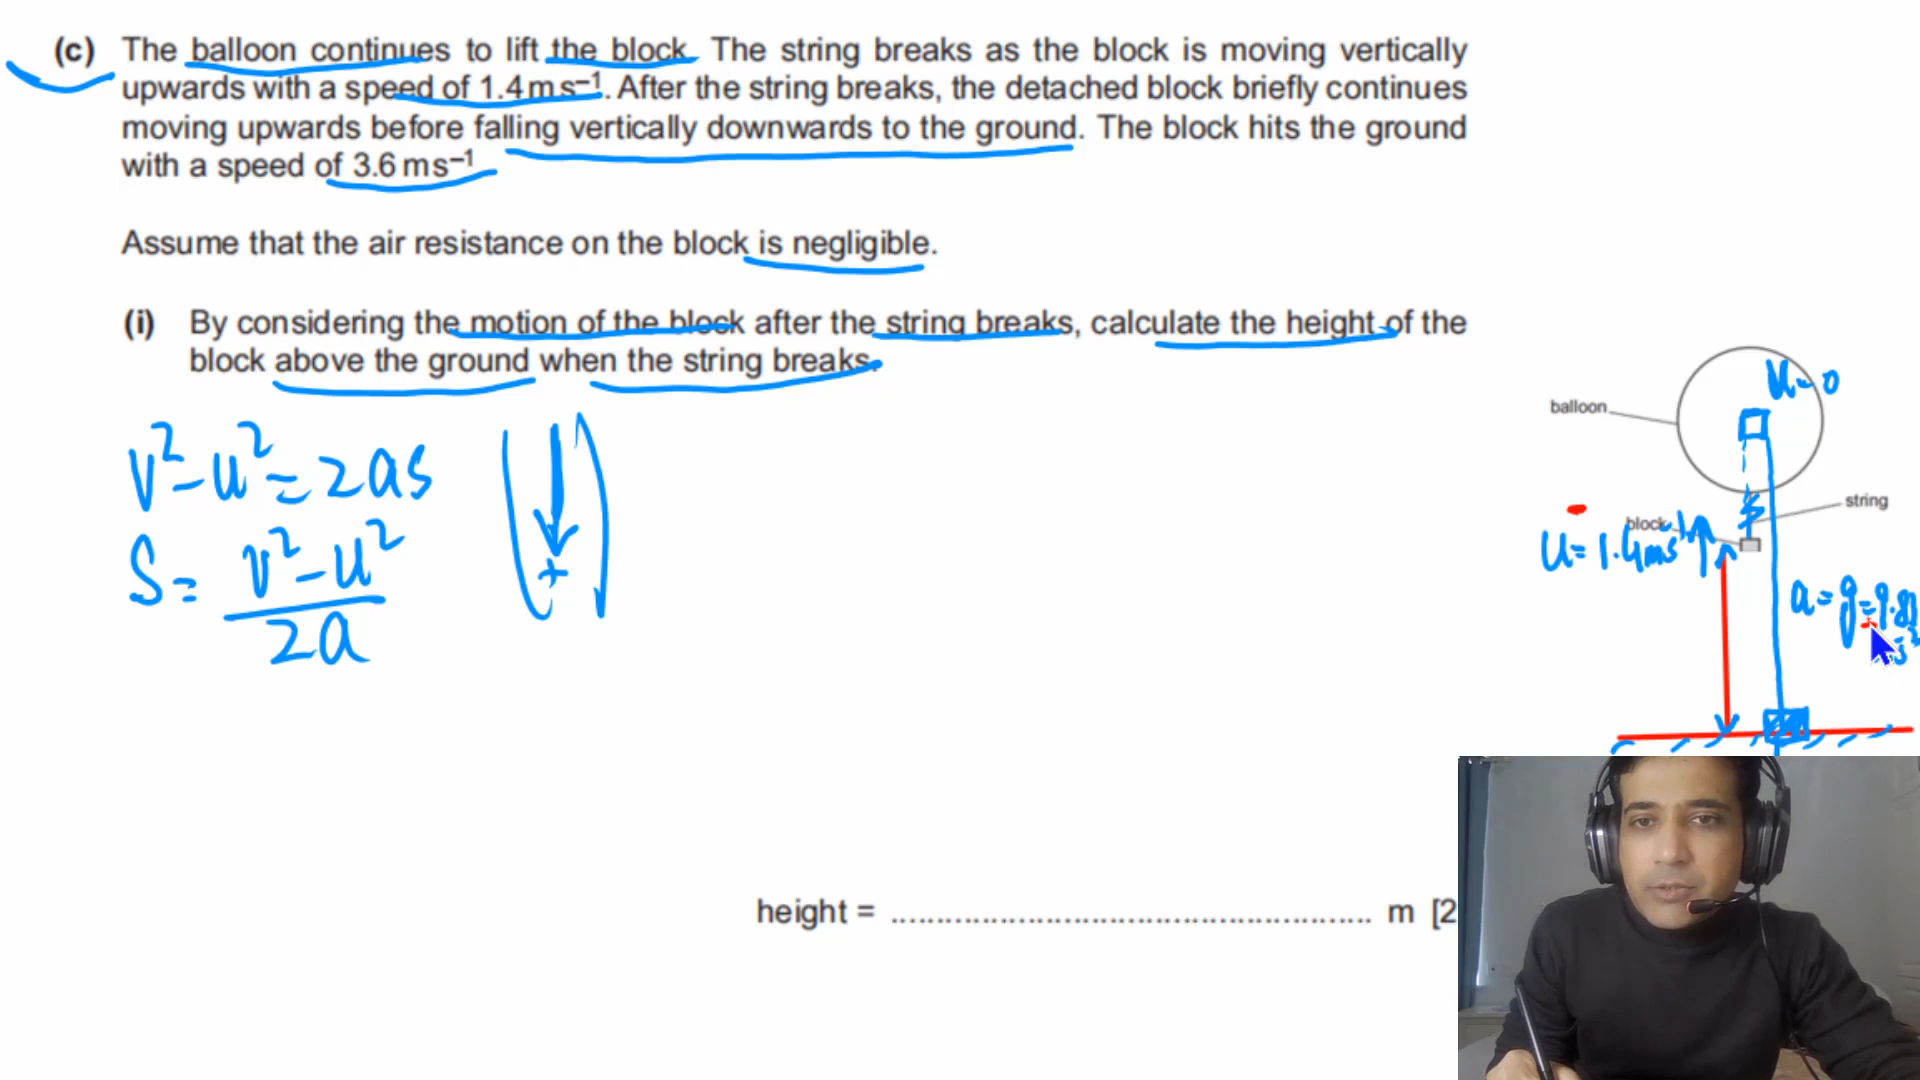 (c) The balloon continues to lift the block. The string breaks as the block is moving vertically
upwards with a speed of 1.4 m s⁻¹. After the string breaks, the detached block briefly continues
moving upwards before falling vertically downwards to the ground. The block hits the ground
with a speed of 3.6 m s⁻¹
Assume that the air resistance on the block is negligible.
(i) By considering the motion of the block after the string breaks, calculate the height of the
block above the ground when the string breaks.
v² - u² = 2as
S = v² - u²
2a
+
u = 0
balloon
string
block
u = 1.4ms⁻¹
a = g = 9.81
height = ........................................................ m [2